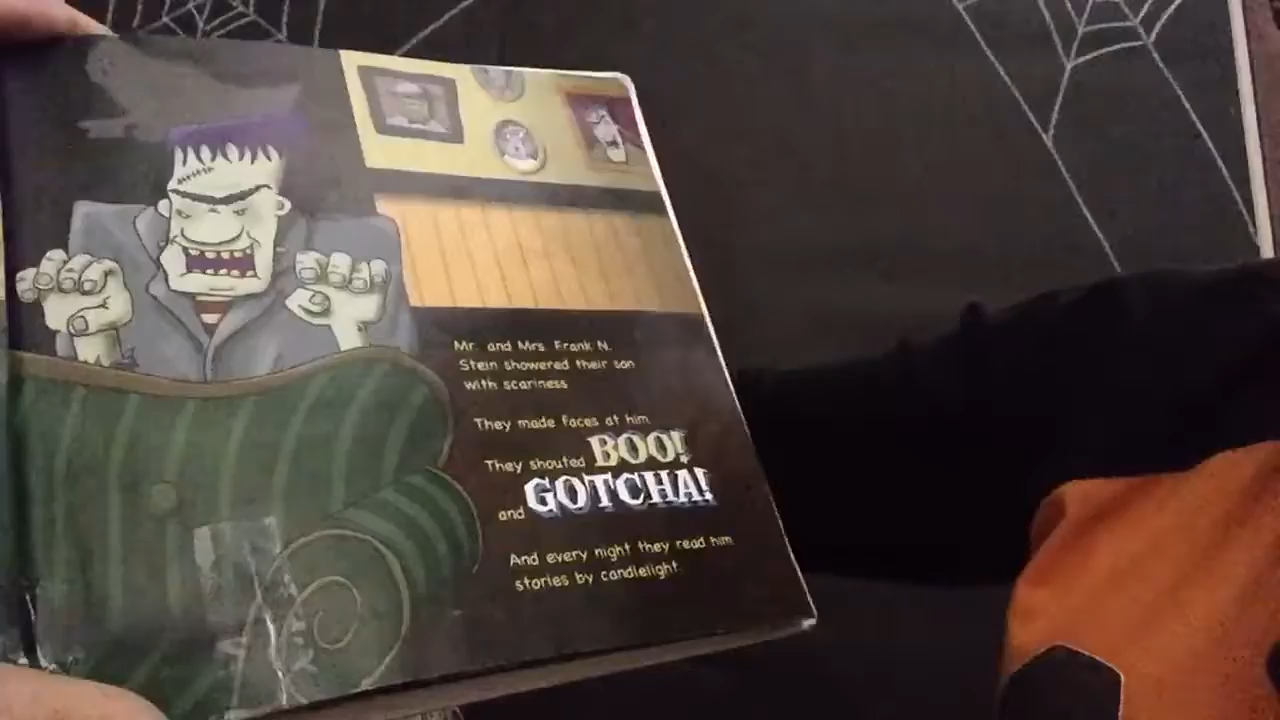 Mr. and Mrs. Frank N.
Stein showered their son
with scariness
They made faces at him
They shouted BOO!
and GOTCHA!
And every night they read him
stories by candlelight.